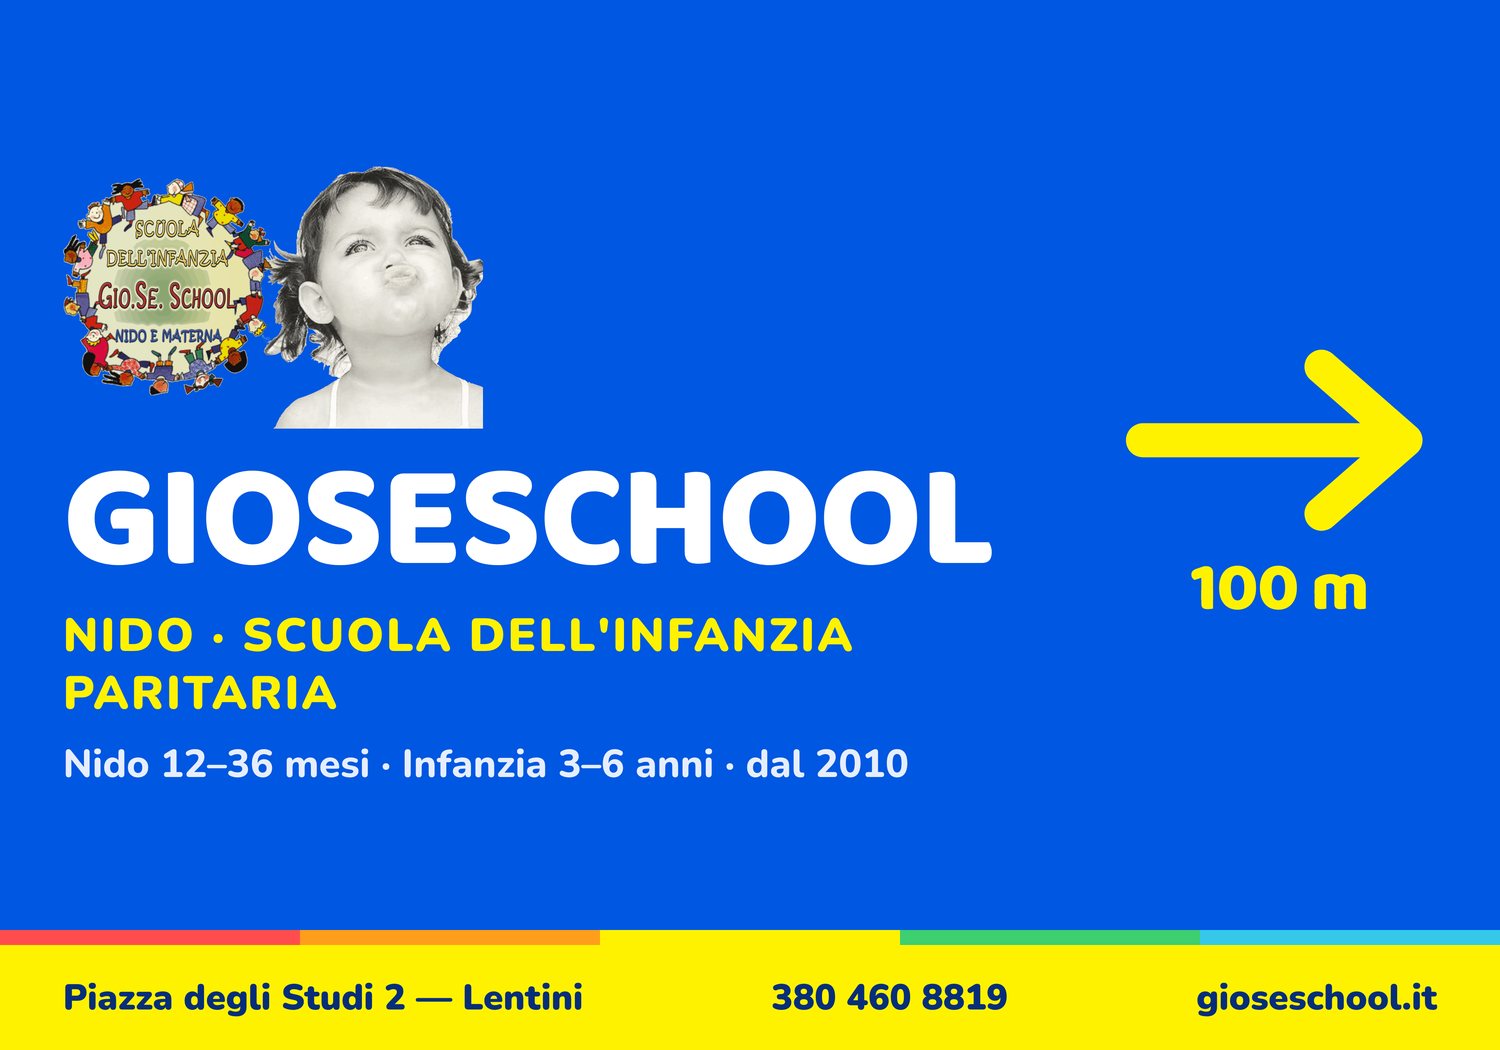 SCUOLA
DELL'INFANZIA
GIO.SE. SCHOOL
NIDO E MATERNA
GIOSESCHOOL
NIDO · SCUOLA DELL'INFANZIA
PARITARIA
Nido 12–36 mesi · Infanzia 3–6 anni · dal 2010
100 m
Piazza degli Studi 2 — Lentini
380 460 8819
gioseschool.it